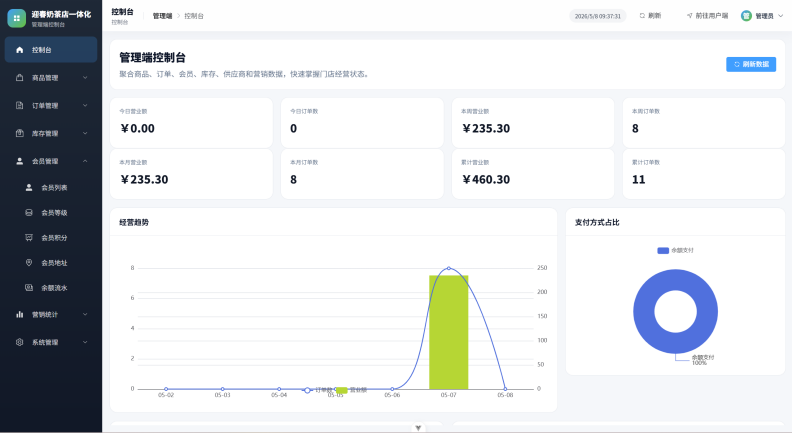 迎春奶茶店一体化
管理端控制台
控制台
商品管理
订单管理
库存管理
会员管理
会员列表
会员等级
会员积分
会员地址
余额流水
营销统计
系统管理
控制台
控制台
管理端 > 控制台
2026/5/8 09:37:31
刷新
前往用户端
管 管理员
管理端控制台
聚合商品、订单、会员、库存、供应商和营销数据，快速掌握门店经营状态。
刷新数据
今日营业额
¥0.00
今日订单数
0
本周营业额
¥235.30
本周订单数
8
本月营业额
¥235.30
本月订单数
8
累计营业额
¥460.30
累计订单数
11
经营趋势
8
6
4
2
0
250
200
150
100
50
0
05-02 05-03 05-04 05-05 05-06 05-07 05-08
订单数 营业额
支付方式占比
余额支付
余额支付
100%